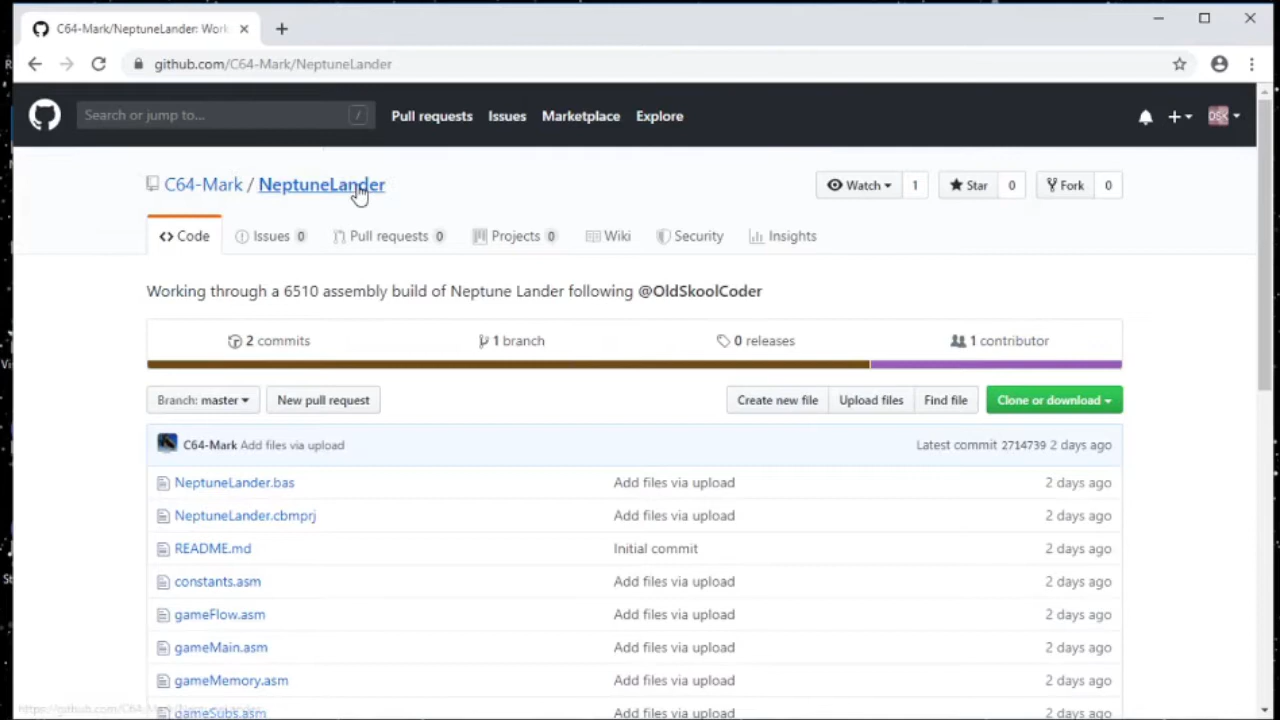 C64-Mark/NeptuneLander: Work
github.com/C64-Mark/NeptuneLander
Search or jump to... / Pull requests Issues Marketplace Explore
C64-Mark / NeptuneLander Watch 1 Star 0 Fork 0
<> Code Issues 0 Pull requests 0 Projects 0 Wiki Security Insights
Working through a 6510 assembly build of Neptune Lander following @OldSkoolCoder
2 commits 1 branch 0 releases 1 contributor
Branch: master New pull request Create new file Upload files Find file Clone or download
C64-Mark Add files via upload Latest commit 2714739 2 days ago
NeptuneLander.bas Add files via upload 2 days ago
NeptuneLander.cbmprj Add files via upload 2 days ago
README.md Initial commit 2 days ago
constants.asm Add files via upload 2 days ago
gameFlow.asm Add files via upload 2 days ago
gameMain.asm Add files via upload 2 days ago
gameMemory.asm Add files via upload 2 days ago
gameSubs.asm Add files via upload 2 days ago
https://github.com/C64-Mark/NeptuneLander